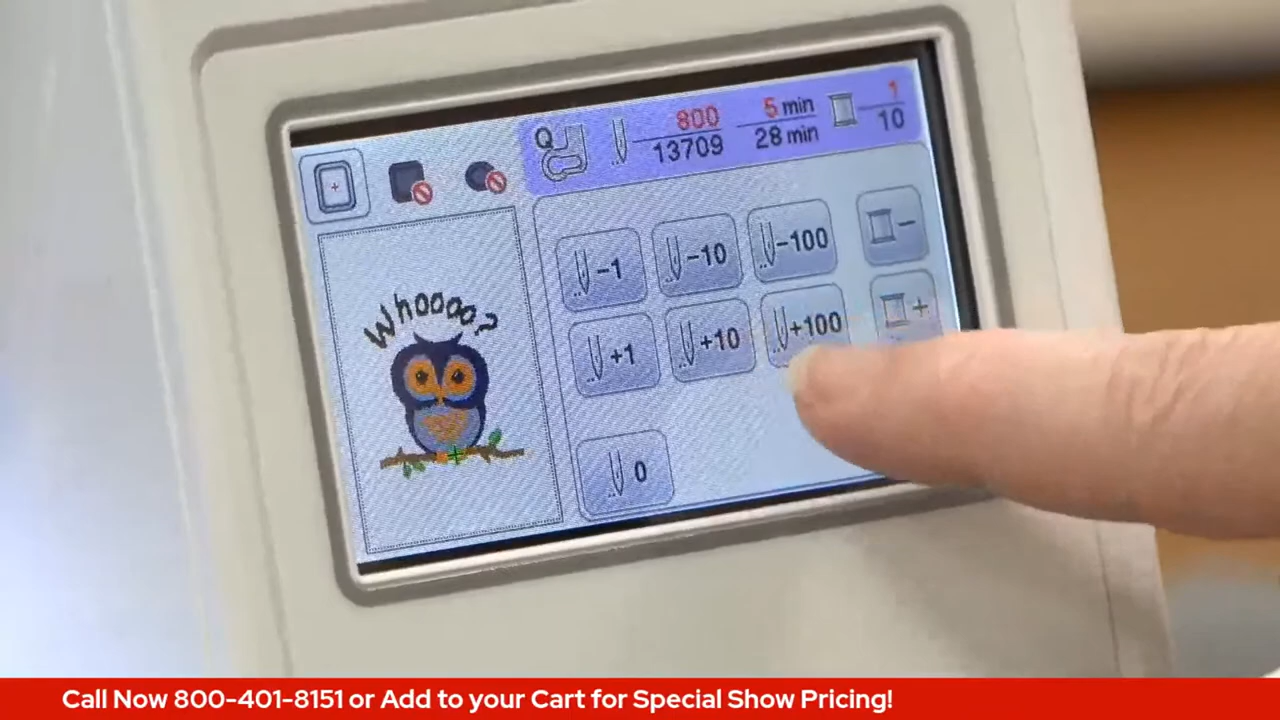 Q 800 5 min 1
13709 28 min 10
-1 -10 -100 -
+1 +10 +100 +
Whoooo?
0
Call Now 800-401-8151 or Add to your Cart for Special Show Pricing!